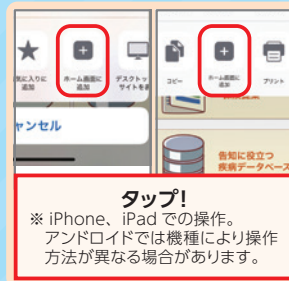 気に入りに
追加
ホーム画面に
追加
デスクトッ
サイトを表
ャンセル
コピー
ホーム画面に
追加
プリント
告知に役立つ
疾病データベース
タップ!
※ iPhone、iPad での操作。
アンドロイドでは機種により操作
方法が異なる場合があります。